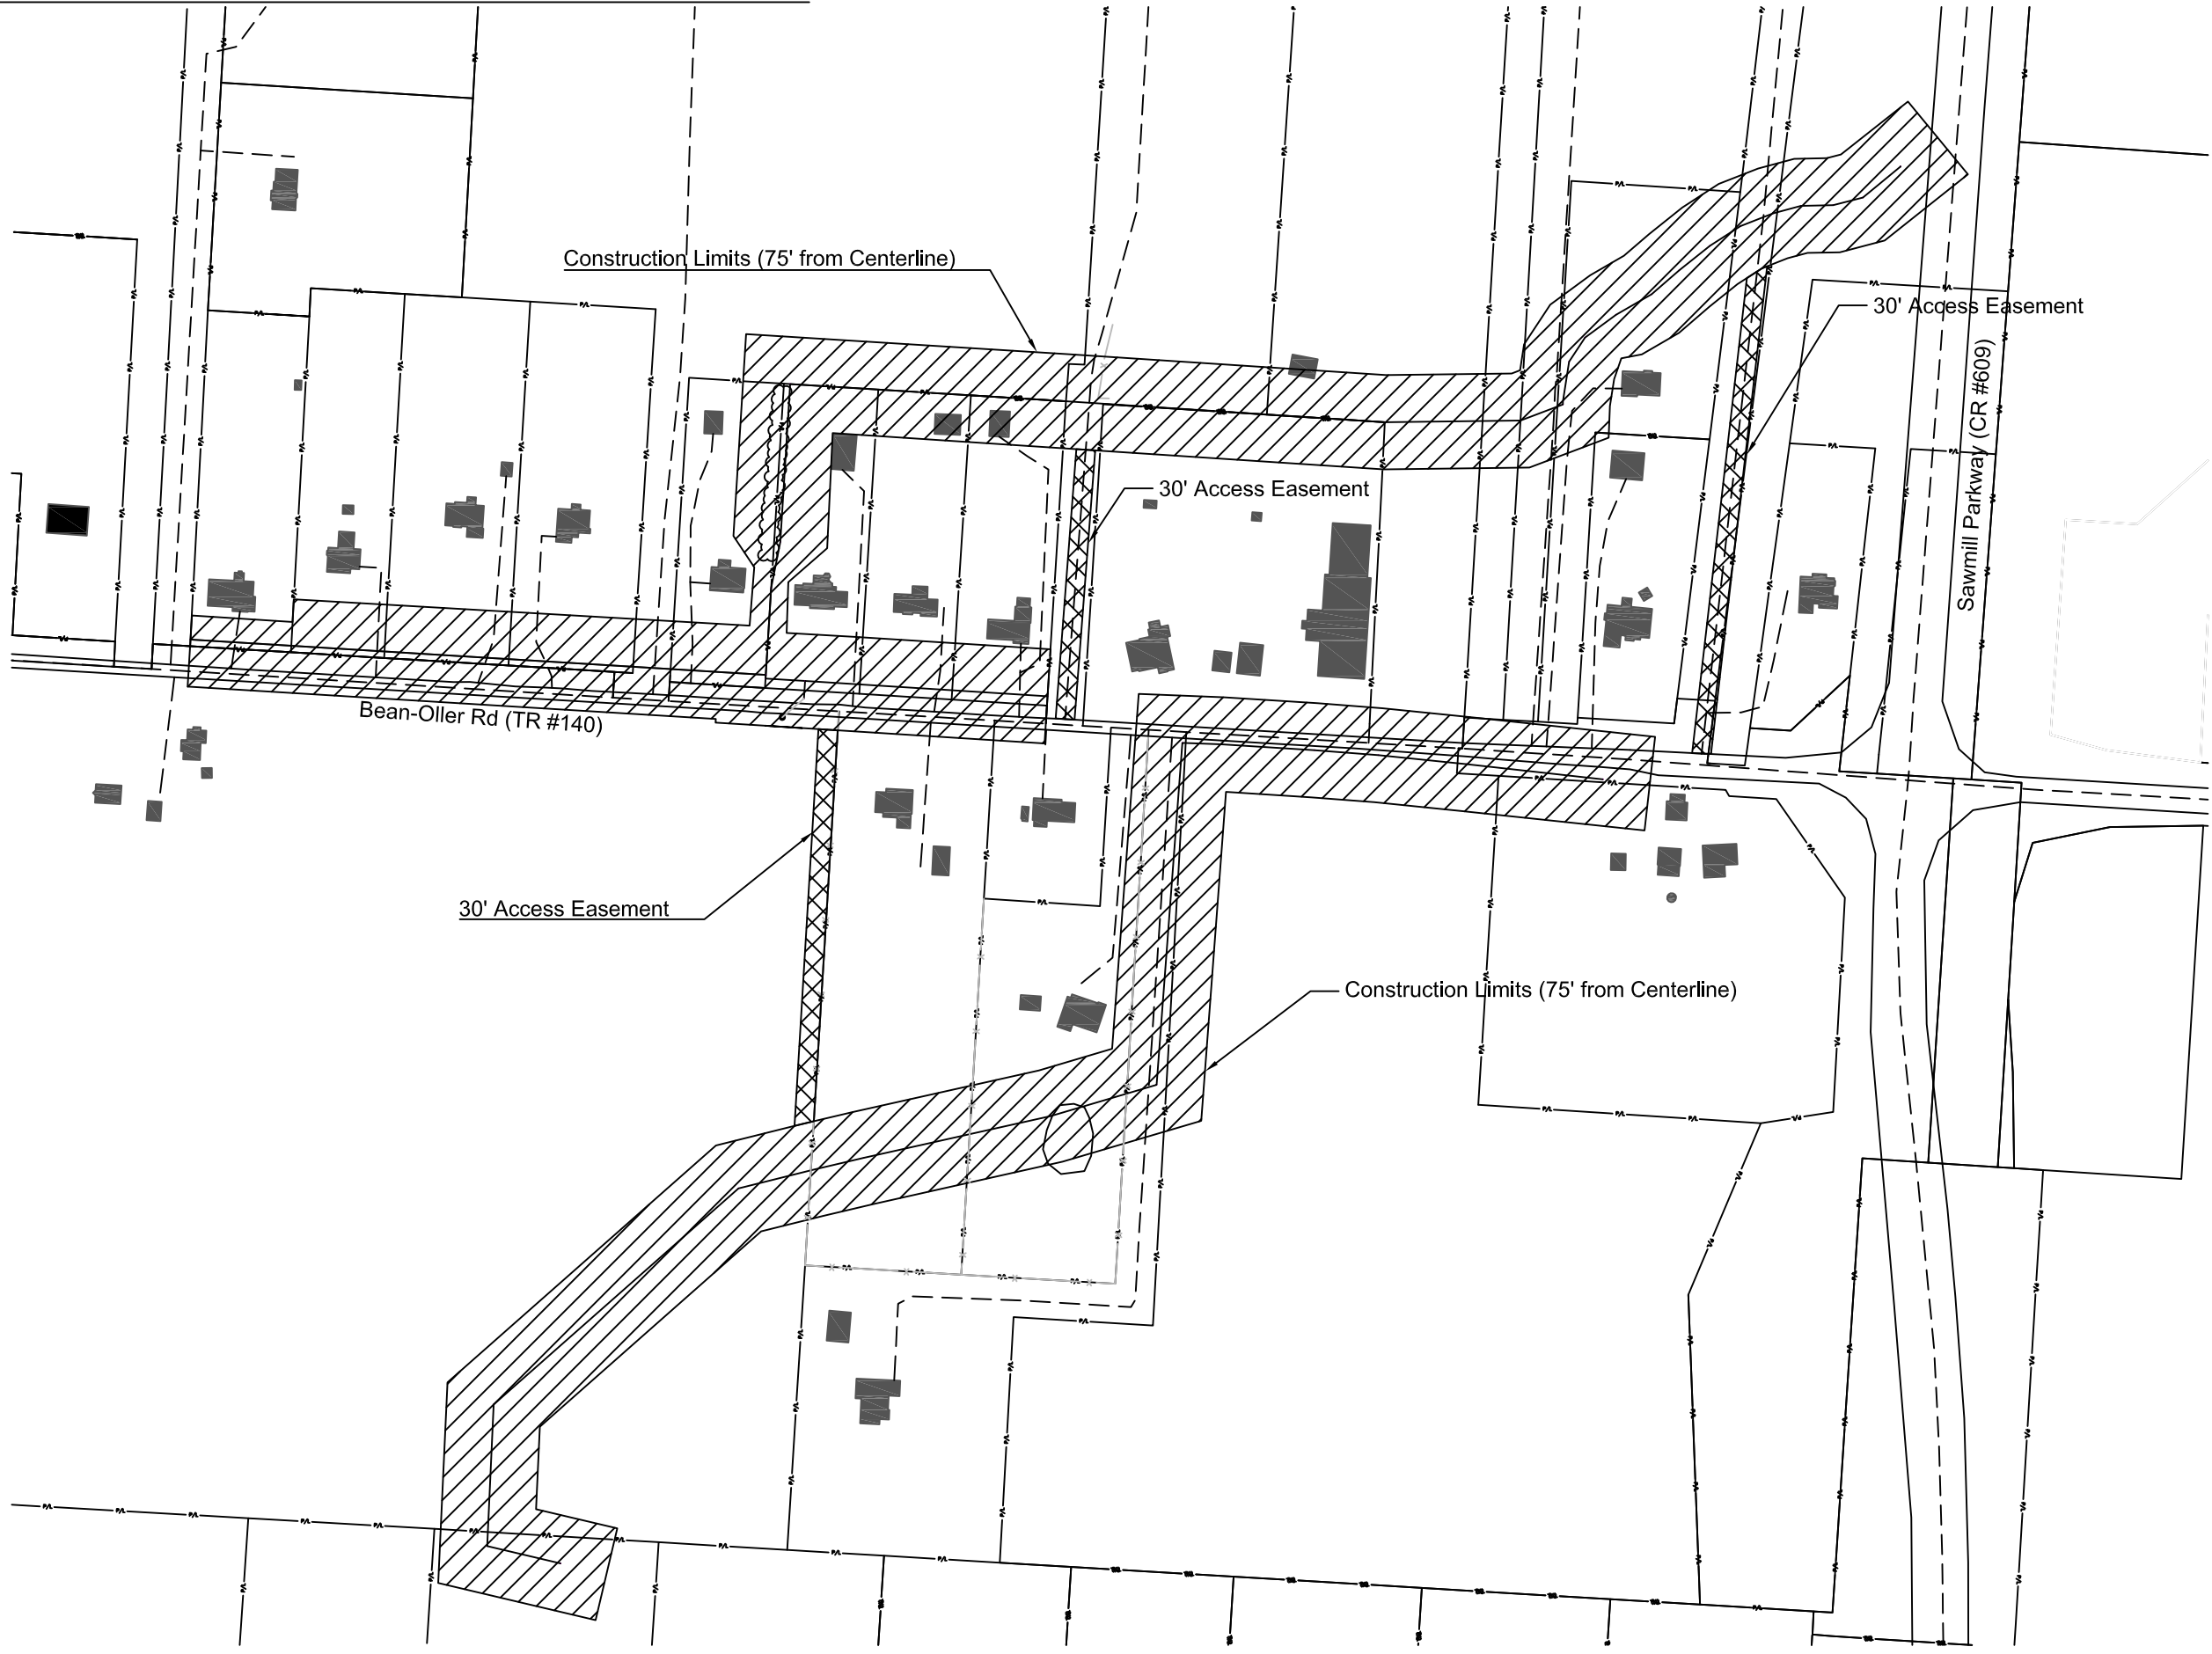 Construction Limits (75' from Centerline)
30' Access Easement
Sawmill Parkway (CR #609)
30' Access Easement
Bean-Oller Rd (TR #140)
30' Access Easement
Construction Limits (75' from Centerline)